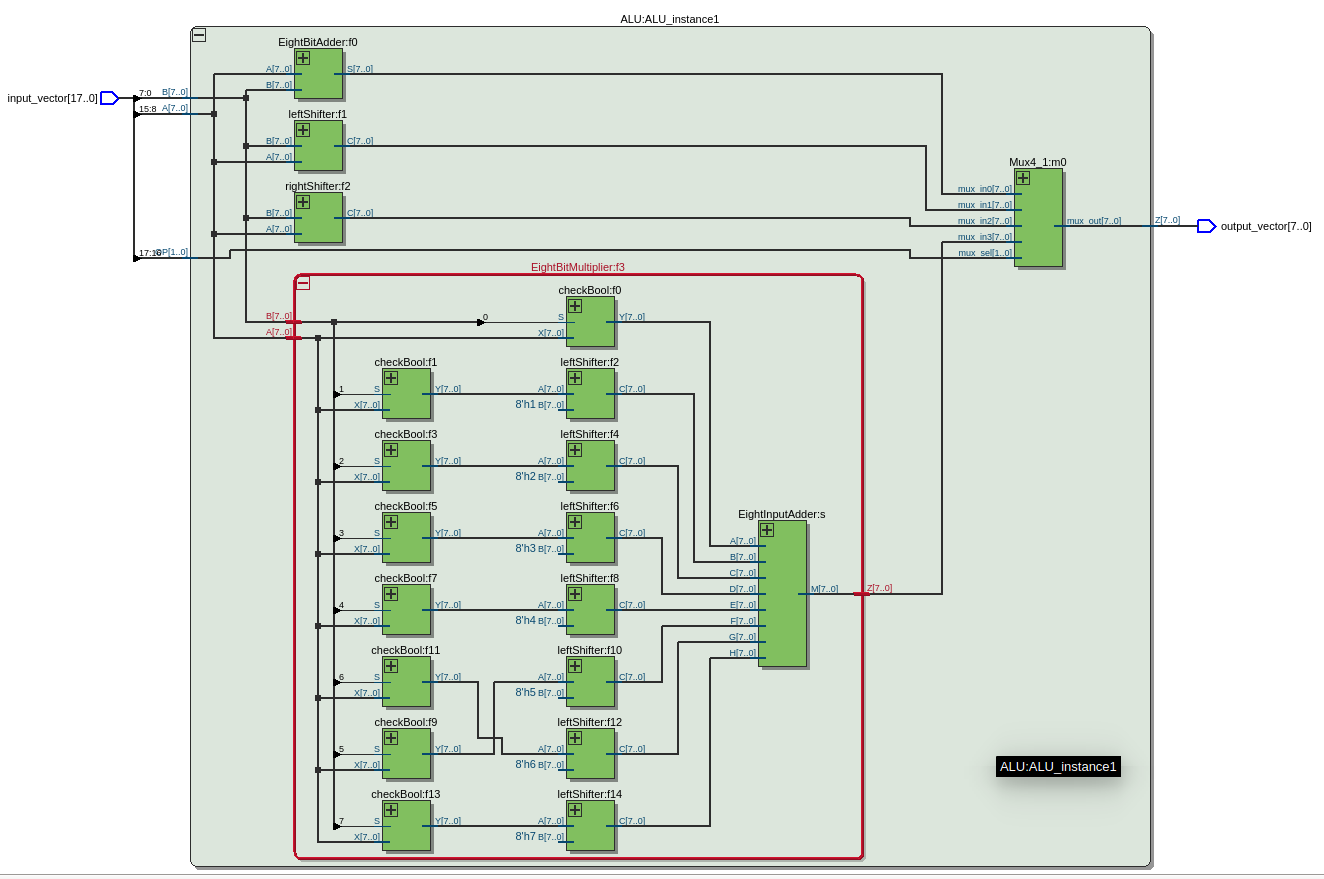 ALU:ALU_instance1
EightBitAdder:f0
A[7..0]
B[7..0]
S[7..0]
input_vector[17..0]
7:0
B[7..0]
15:8
A[7..0]
leftShifter:f1
B[7..0]
A[7..0]
C[7..0]
rightShifter:f2
B[7..0]
A[7..0]
C[7..0]
OP[1..0]
Mux4_1:m0
mux_in0[7..0]
mux_in1[7..0]
mux_in2[7..0]
mux_in3[7..0]
mux_sel[1..0]
mux_out[7..0]
Z[7..0]
output_vector[7..0]
EightBitMultiplier:f3
B[7..0]
A[7..0]
checkBool:f0
0
S
X[7..0]
Y[7..0]
checkBool:f1
1
S
X[7..0]
Y[7..0]
leftShifter:f2
A[7..0]
8'h1 B[7..0]
C[7..0]
checkBool:f3
2
S
X[7..0]
Y[7..0]
leftShifter:f4
A[7..0]
8'h2 B[7..0]
C[7..0]
checkBool:f5
3
S
X[7..0]
Y[7..0]
leftShifter:f6
A[7..0]
8'h3 B[7..0]
C[7..0]
checkBool:f7
4
S
X[7..0]
Y[7..0]
leftShifter:f8
A[7..0]
8'h4 B[7..0]
C[7..0]
checkBool:f11
6
S
X[7..0]
Y[7..0]
leftShifter:f10
A[7..0]
8'h5 B[7..0]
C[7..0]
checkBool:f9
5
S
X[7..0]
Y[7..0]
leftShifter:f12
A[7..0]
8'h6 B[7..0]
C[7..0]
checkBool:f13
7
S
X[7..0]
Y[7..0]
leftShifter:f14
A[7..0]
8'h7 B[7..0]
C[7..0]
EightInputAdder:s
A[7..0]
B[7..0]
C[7..0]
D[7..0]
E[7..0]
F[7..0]
G[7..0]
H[7..0]
M[7..0]
Z[7..0]
ALU:ALU_instance1